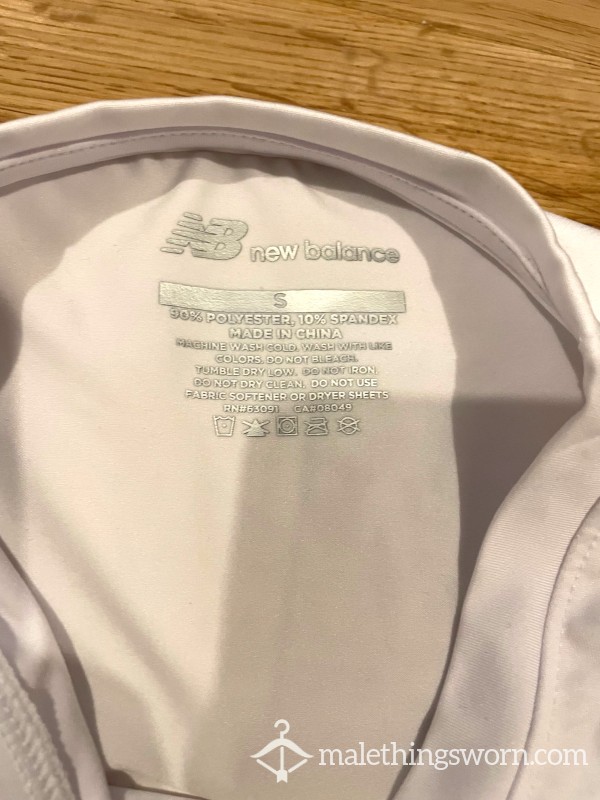 NB new balance
S
90% POLYESTER, 10% SPANDEX
MADE IN CHINA
MACHINE WASH COLD. WASH WITH LIKE
COLORS. DO NOT BLEACH.
TUMBLE DRY LOW. DO NOT IRON.
DO NOT DRY CLEAN. DO NOT USE
FABRIC SOFTENER OR DRYER SHEETS
RN#63091 CA#08049
malethingsworn.com